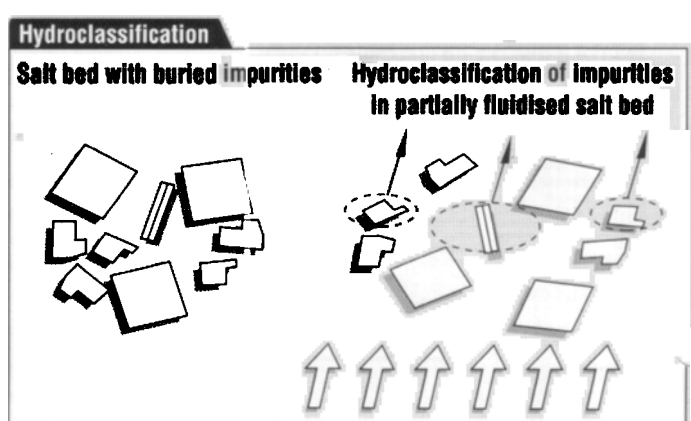 Hydroclassification
Salt bed with buried impurities
Hydroclassification of impurities
in partially fluidised salt bed